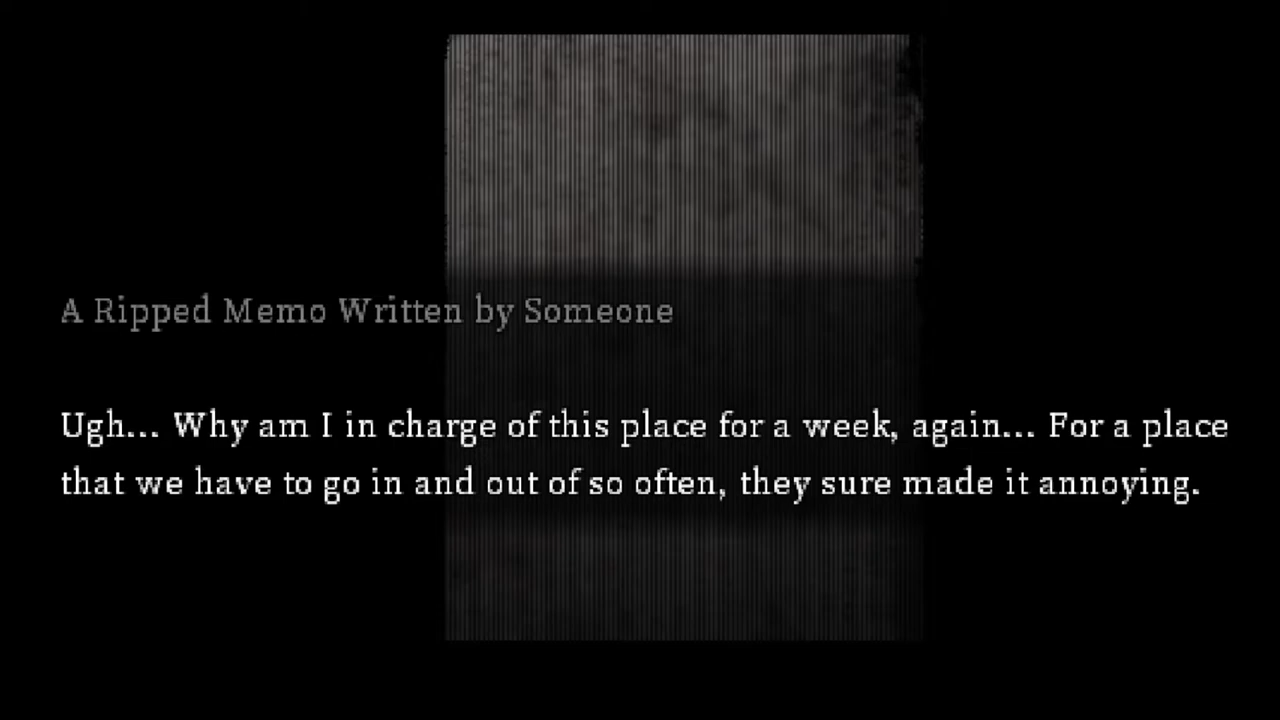 A Ripped Memo Written by Someone
Ugh... Why am I in charge of this place for a week, again... For a place
that we have to go in and out of so often, they sure made it annoying.